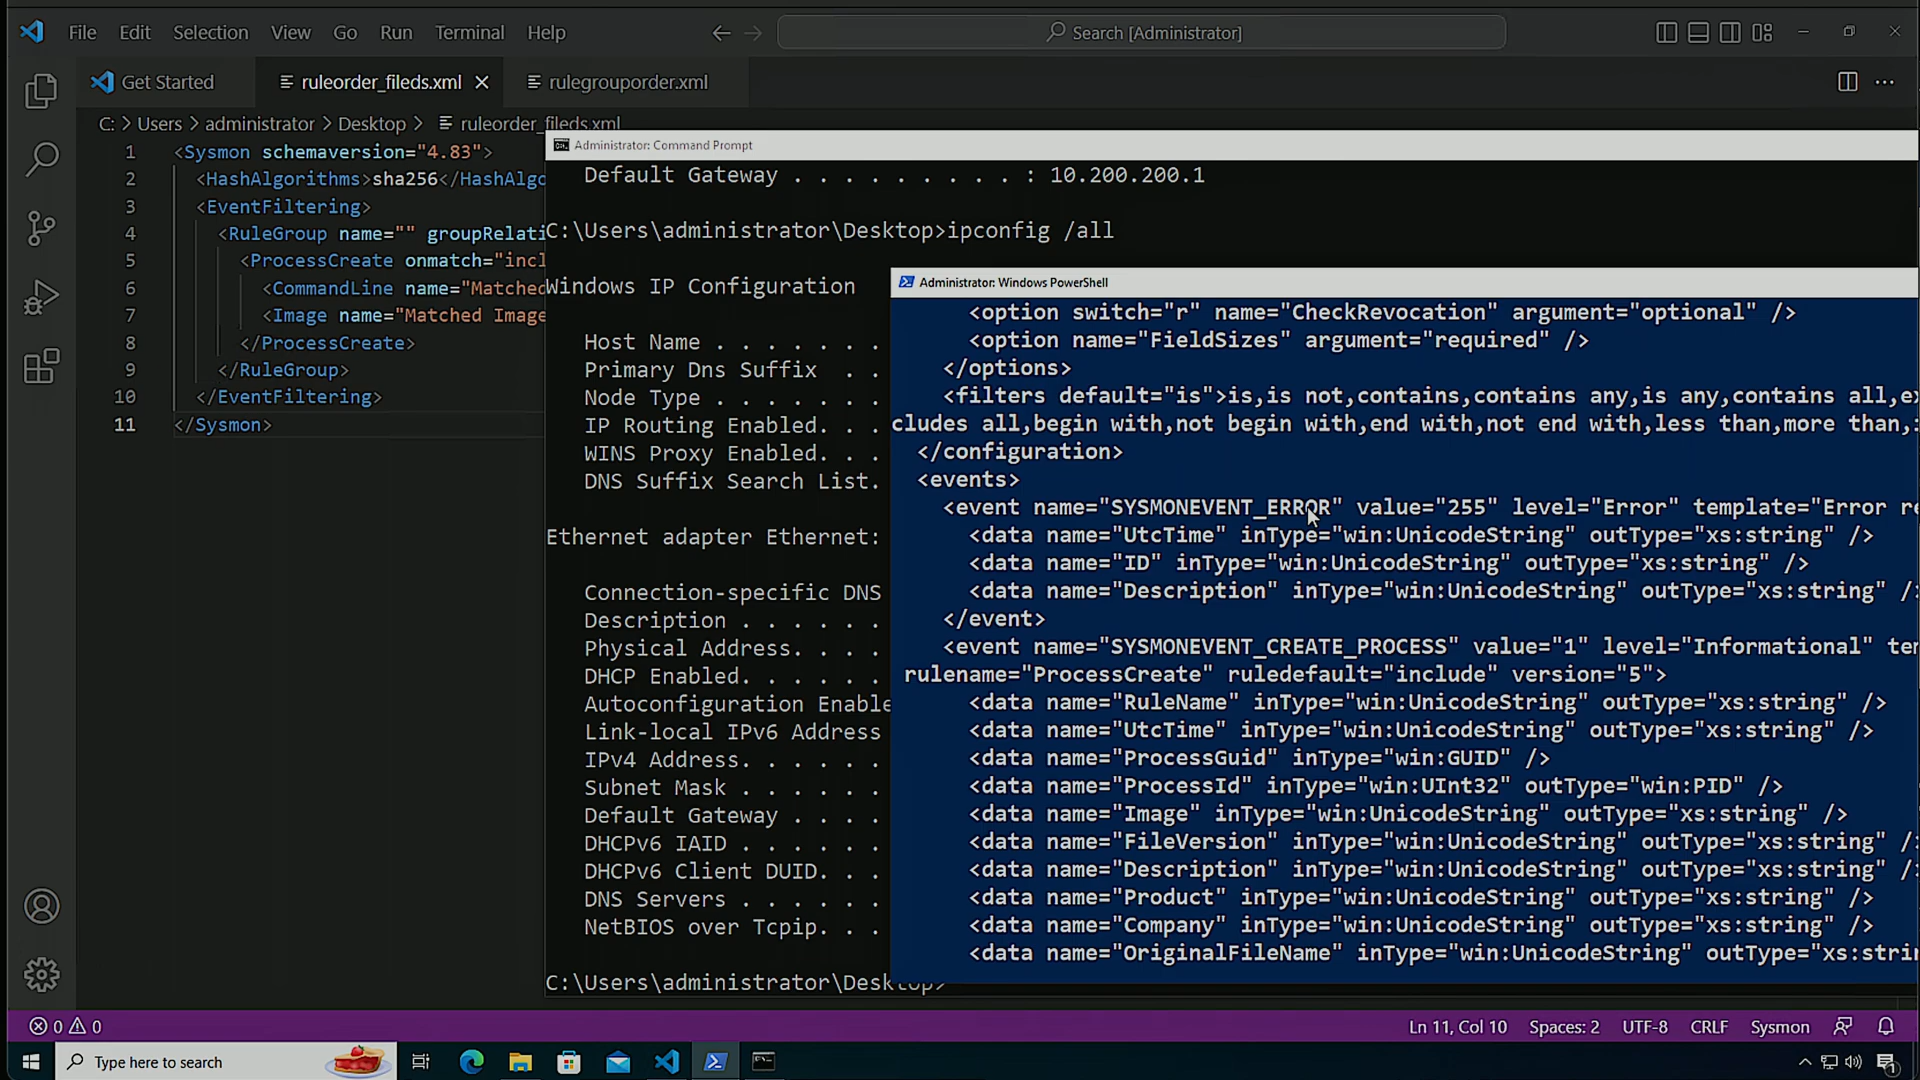 File Edit Selection View Go Run Terminal Help
Search [Administrator]
Get Started
ruleorder_fileds.xml
rulegrouporder.xml
C: > Users > administrator > Desktop > ruleorder_fileds.xml
1 <Sysmon schemaversion="4.83">
2 <HashAlgorithms>sha256</HashAlgo
3 <EventFiltering>
4 <RuleGroup name="" groupRelati
5 <ProcessCreate onmatch="incl
6 <CommandLine name="Matched
7 <Image name="Matched Image
8 </ProcessCreate>
9 </RuleGroup>
10 </EventFiltering>
11 </Sysmon>
Administrator: Command Prompt
Default Gateway . . . . . . . . . : 10.200.200.1
C:\Users\administrator\Desktop>ipconfig /all
Windows IP Configuration
Host Name . . . . . . .
Primary Dns Suffix . .
Node Type . . . . . . .
IP Routing Enabled. . .
WINS Proxy Enabled. . .
DNS Suffix Search List.
Ethernet adapter Ethernet:
Connection-specific DNS
Description . . . . . .
Physical Address. . . .
DHCP Enabled. . . . . .
Autoconfiguration Enable
Link-local IPv6 Address
IPv4 Address. . . . . .
Subnet Mask . . . . . .
Default Gateway . . . .
DHCPv6 IAID . . . . . .
DHCPv6 Client DUID. . .
DNS Servers . . . . . .
NetBIOS over Tcpip. . .
C:\Users\administrator\Desktop>
Administrator: Windows PowerShell
<option switch="r" name="CheckRevocation" argument="optional" />
<option name="FieldSizes" argument="required" />
</options>
<filters default="is">is,is not,contains,contains any,is any,contains all,ex
cludes all,begin with,not begin with,end with,not end with,less than,more than,
</configuration>
<events>
<event name="SYSMONEVENT_ERROR" value="255" level="Error" template="Error re
<data name="UtcTime" inType="win:UnicodeString" outType="xs:string" />
<data name="ID" inType="win:UnicodeString" outType="xs:string" />
<data name="Description" inType="win:UnicodeString" outType="xs:string" />
</event>
<event name="SYSMONEVENT_CREATE_PROCESS" value="1" level="Informational" tem
rulename="ProcessCreate" ruledefault="include" version="5">
<data name="RuleName" inType="win:UnicodeString" outType="xs:string" />
<data name="UtcTime" inType="win:UnicodeString" outType="xs:string" />
<data name="ProcessGuid" inType="win:GUID" />
<data name="ProcessId" inType="win:UInt32" outType="win:PID" />
<data name="Image" inType="win:UnicodeString" outType="xs:string" />
<data name="FileVersion" inType="win:UnicodeString" outType="xs:string" />
<data name="Description" inType="win:UnicodeString" outType="xs:string" />
<data name="Product" inType="win:UnicodeString" outType="xs:string" />
<data name="Company" inType="win:UnicodeString" outType="xs:string" />
<data name="OriginalFileName" inType="win:UnicodeString" outType="xs:strin
0 0
Ln 11, Col 10 Spaces: 2 UTF-8 CRLF Sysmon
Type here to search
1